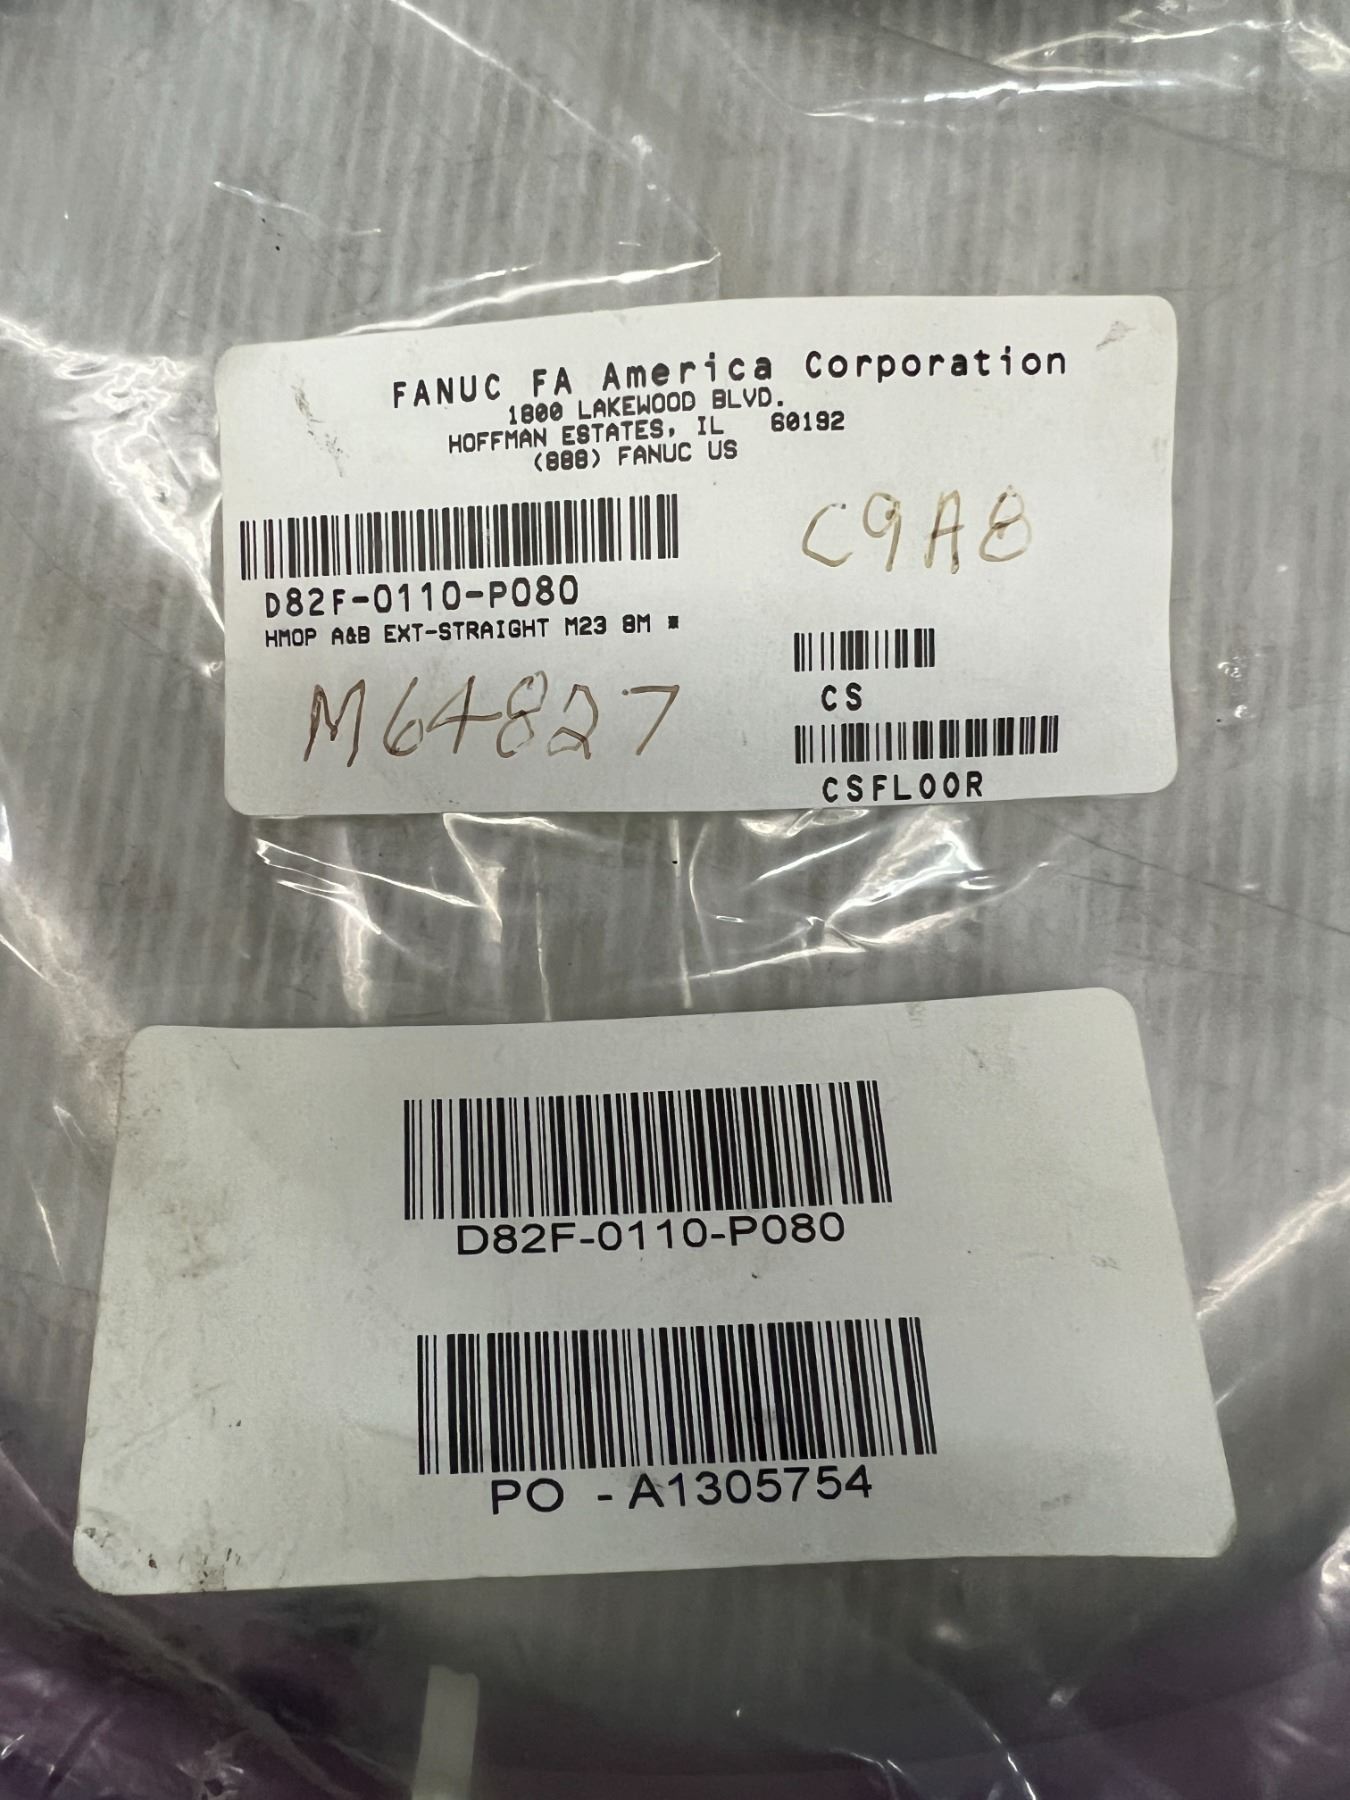 FANUC FA America Corporation
1800 LAKEWOOD BLVD.
HOFFMAN ESTATES, IL 60192
(888) FANUC US
C9A8
D82F-0110-P080
HMOP A&B EXT-STRAIGHT M23 8M *
M64827
CS
CSFLOOR
D82F-0110-P080
PO - A1305754